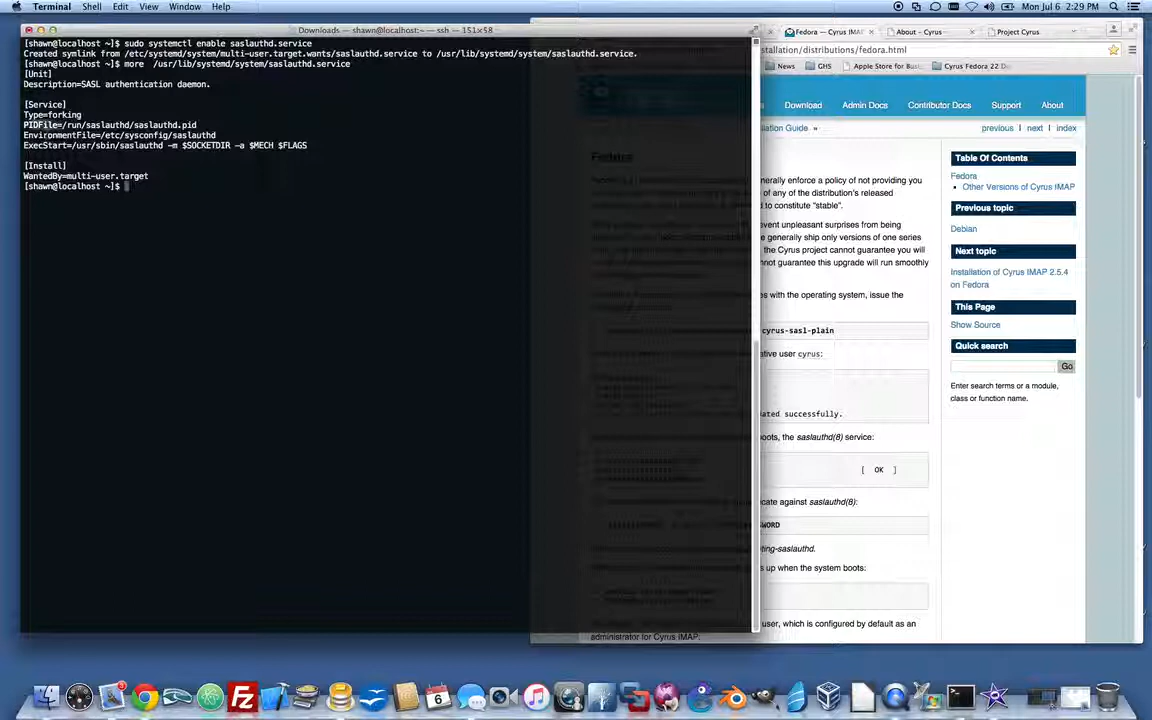 Terminal Shell Edit View Window Help
Mon Jul 6 2:29 PM
Downloads — shawn@localhost:~ — ssh — 151×58
[shawn@localhost ~]$ sudo systemctl enable saslauthd.service
Created symlink from /etc/systemd/system/multi-user.target.wants/saslauthd.service to /usr/lib/systemd/system/saslauthd.service.
[shawn@localhost ~]$ more  /usr/lib/systemd/system/saslauthd.service
[Unit]
Description=SASL authentication daemon.
[Service]
Type=forking
PIDFile=/run/saslauthd/saslauthd.pid
EnvironmentFile=/etc/sysconfig/saslauthd
ExecStart=/usr/sbin/saslauthd -m $SOCKETDIR -a $MECH $FLAGS
[Install]
WantedBy=multi-user.target
[shawn@localhost ~]$
Fedora — Cyrus IMA
About – Cyrus
Project Cyrus
stallation/distributions/fedora.html
News
GHS
Apple Store for Bus
Cyrus Fedora 22 D
Download
Admin Docs
Contributor Docs
Support
About
llation Guide »
previous | next | index
Fedora
enerally enforce a policy of not providing you
of any of the distribution's released
d to constitute “stable”.
event unpleasant surprises from being
e generally ship only versions of one series
the Cyrus project cannot guarantee you will
nnot guarantee this upgrade will run smoothly
s with the operating system, issue the
cyrus-sasl-plain
ative user cyrus:
ated successfully.
oots, the saslauthd(8) service:
[ OK ]
cate against saslauthd(8):
SWORD
ting-saslauthd.
s up when the system boots:
user, which is configured by default as an
administrator for Cyrus IMAP:
Table Of Contents
Fedora
Other Versions of Cyrus IMAP
Previous topic
Debian
Next topic
Installation of Cyrus IMAP 2.5.4
on Fedora
This Page
Show Source
Quick search
Go
Enter search terms or a module,
class or function name.
6